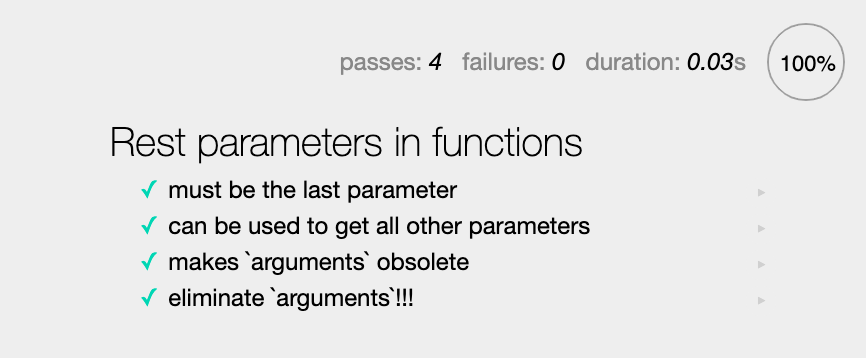 passes: 4 failures: 0 duration: 0.03s 100%
Rest parameters in functions
✓ must be the last parameter
✓ can be used to get all other parameters
✓ makes `arguments` obsolete
✓ eliminate `arguments`!!!